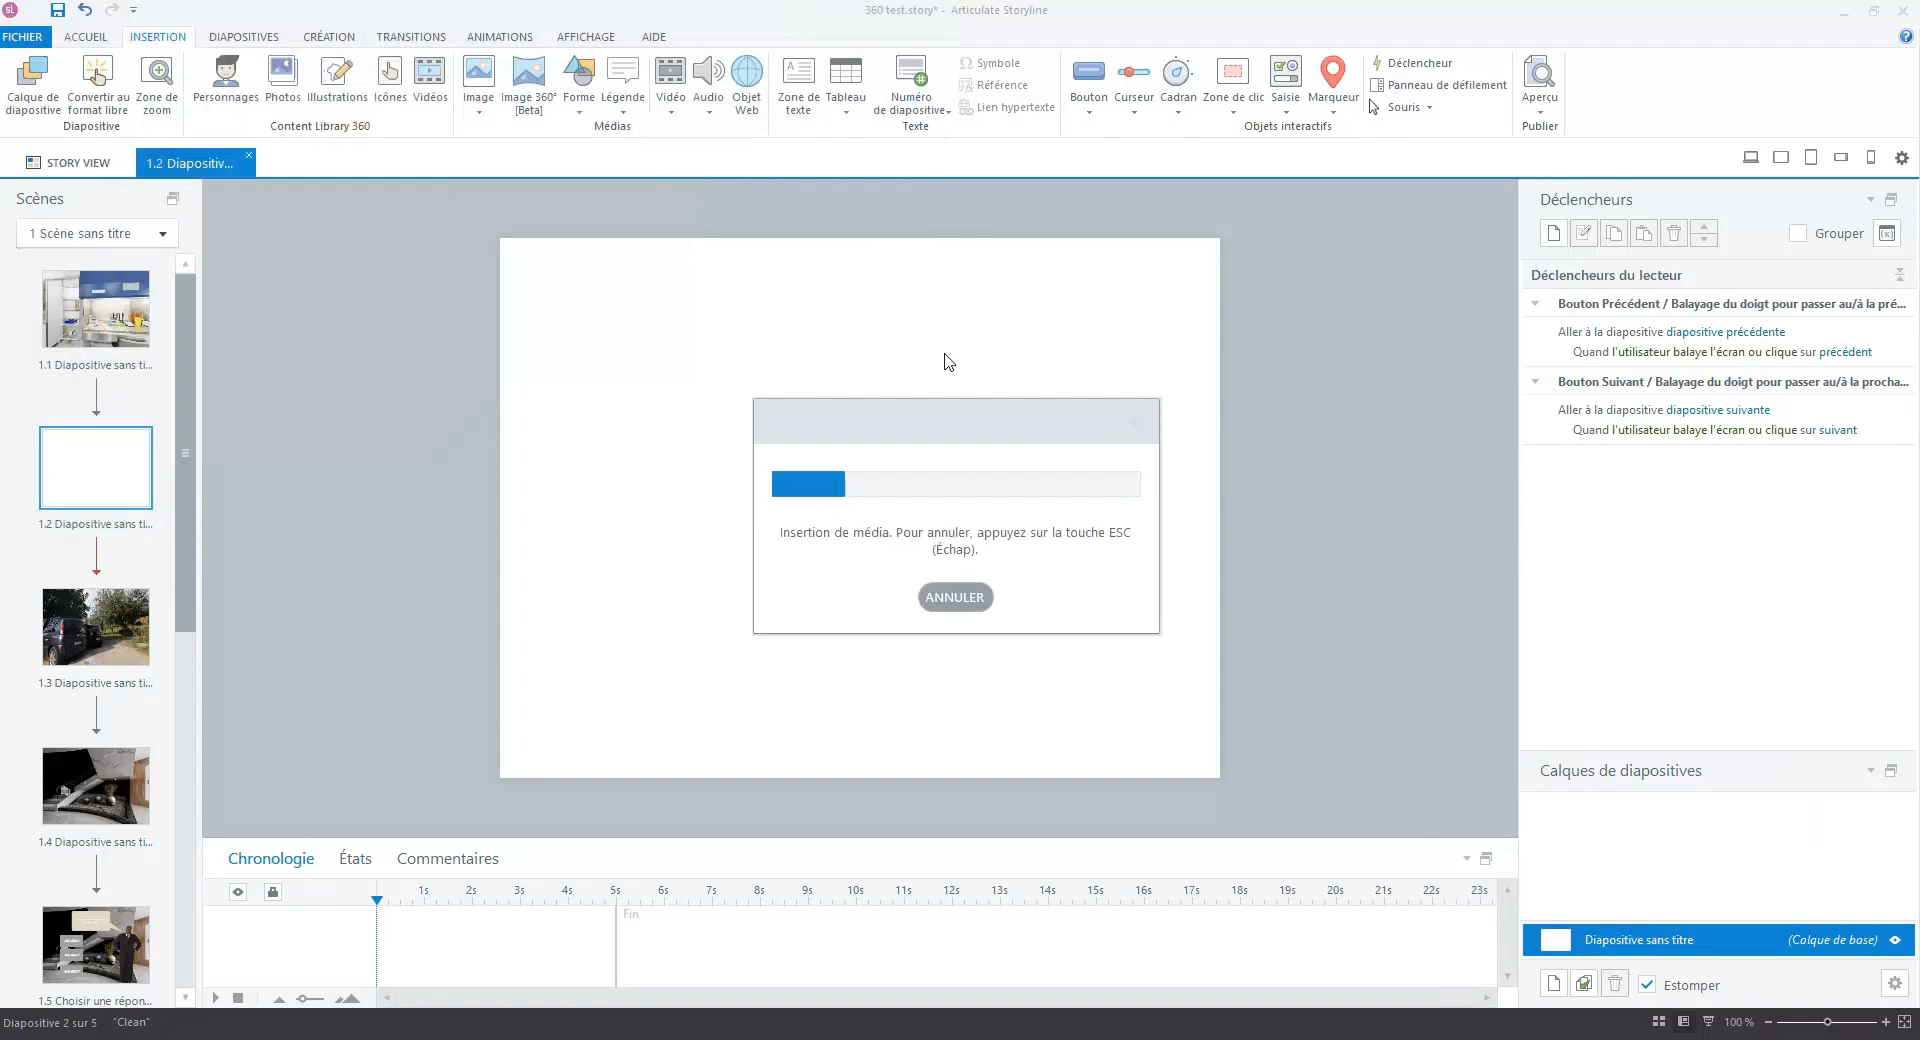 360 test.story* - Articulate Storyline
FICHIER ACCUEIL INSERTION DIAPOSITIVES CRÉATION TRANSITIONS ANIMATIONS AFFICHAGE AIDE
Calque de diapositive
Convertir au format libre
Zone de zoom
Diapositive
Personnages
Photos
Illustrations
Icônes
Vidéos
Content Library 360
Image
Image 360° [Beta]
Forme
Légende
Vidéo
Audio
Objet Web
Médias
Zone de texte
Tableau
Numéro de diapositive
Symbole
Référence
Lien hypertexte
Texte
Bouton
Curseur
Cadran
Zone de clic
Saisie
Marqueur
Déclencheur
Panneau de défilement
Souris
Objets interactifs
Aperçu
Publier
STORY VIEW
1.2 Diapositiv...
Scènes
1 Scène sans titre
1.1 Diapositive sans ti...
1.2 Diapositive sans ti...
1.3 Diapositive sans ti...
1.4 Diapositive sans ti...
1.5 Choisir une répon...
Insertion de média. Pour annuler, appuyez sur la touche ESC
(Échap).
ANNULER
Déclencheurs
Grouper
Déclencheurs du lecteur
Bouton Précédent / Balayage du doigt pour passer au/à la pré...
Aller à la diapositive diapositive précédente
Quand l'utilisateur balaye l'écran ou clique sur précédent
Bouton Suivant / Balayage du doigt pour passer au/à la procha...
Aller à la diapositive diapositive suivante
Quand l'utilisateur balaye l'écran ou clique sur suivant
Calques de diapositives
Diapositive sans titre (Calque de base)
Estomper
Chronologie États Commentaires
1s 2s 3s 4s 5s 6s 7s 8s 9s 10s 11s 12s 13s 14s 15s 16s 17s 18s 19s 20s 21s 22s 23s
Fin
Diapositive 2 sur 5 "Clean"
100 %